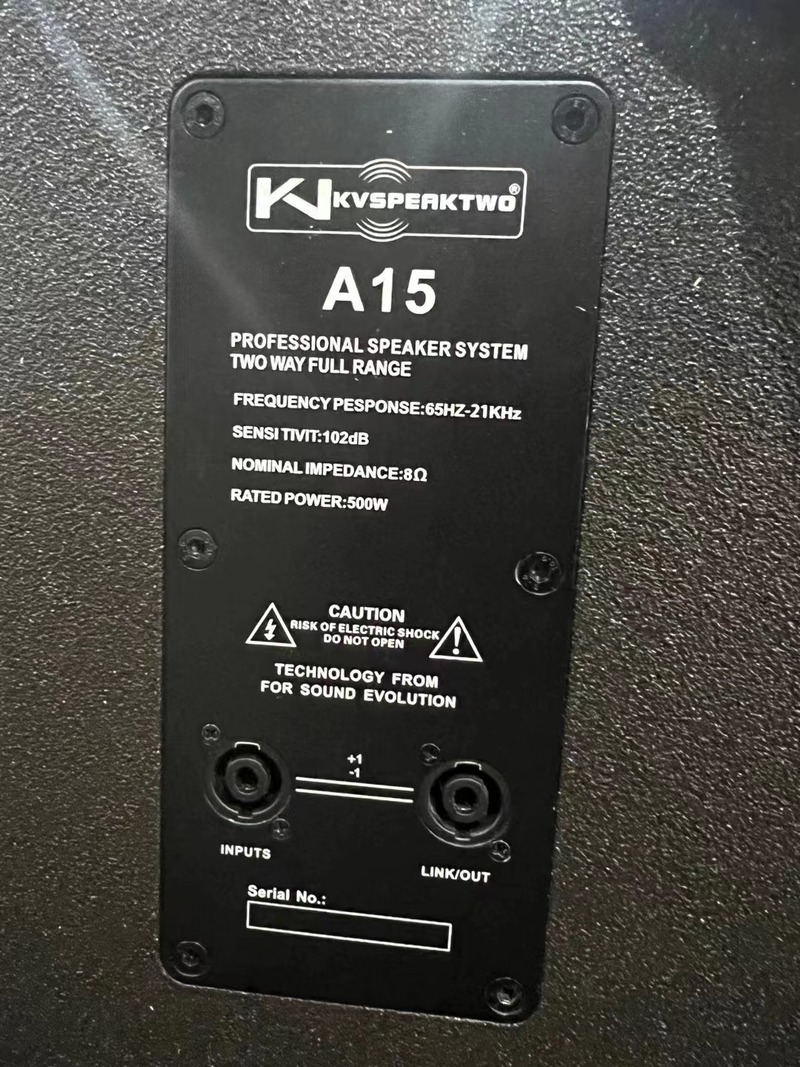 KV KVSPEAKTWO®
A15
PROFESSIONAL SPEAKER SYSTEM
TWO WAY FULL RANGE
FREQUENCY PESPONSE:65HZ-21KHz
SENSI TIVIT:102dB
NOMINAL IMPEDANCE:8Ω
RATED POWER:500W
CAUTION
RISK OF ELECTRIC SHOCK
DO NOT OPEN
TECHNOLOGY FROM
FOR SOUND EVOLUTION
+1
-1
INPUTS
LINK/OUT
Serial No.: